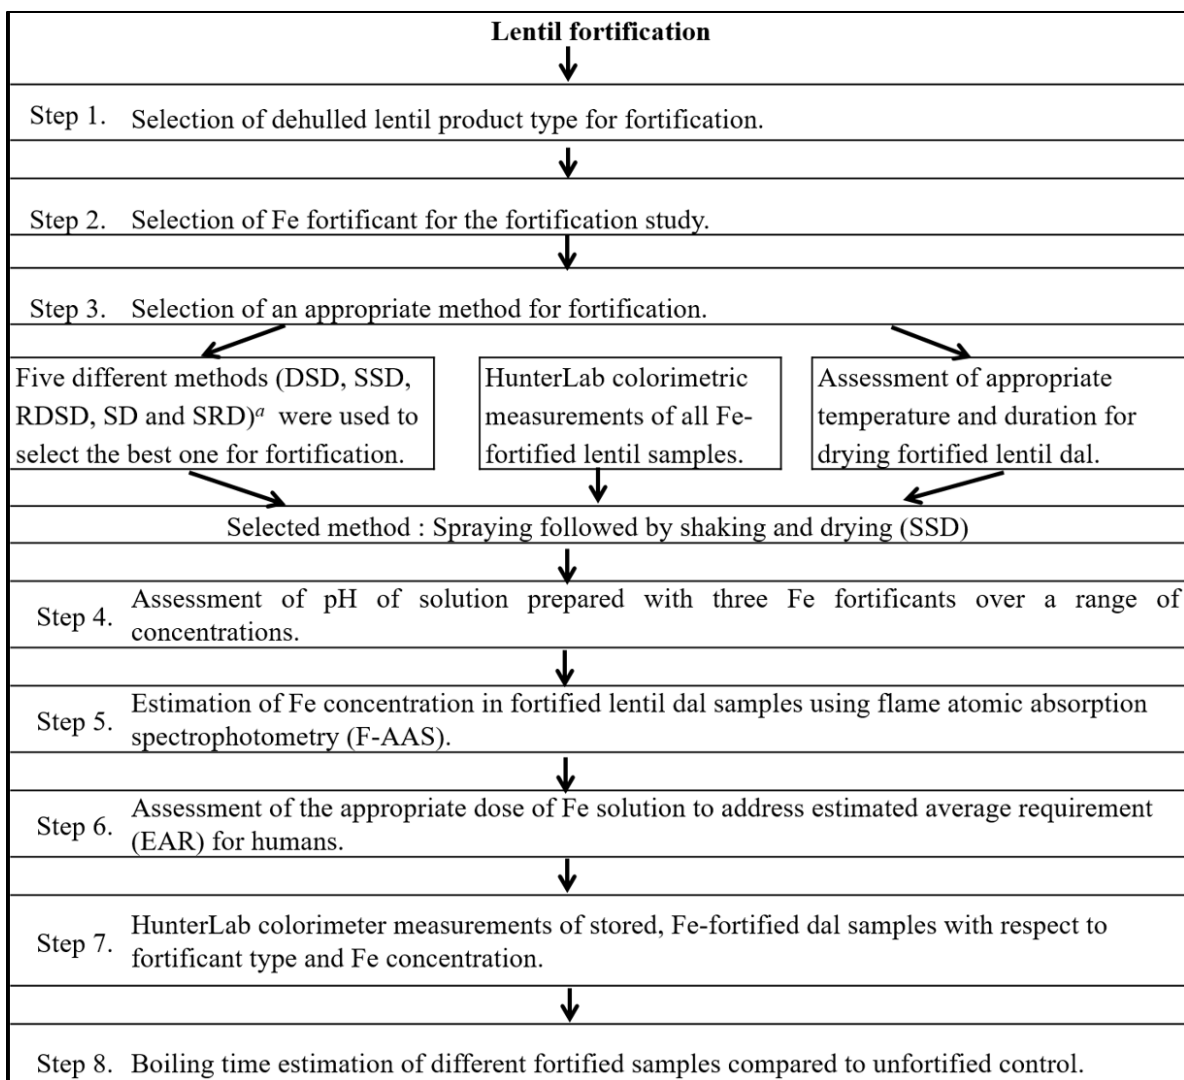 Lentil fortification
Step 1. Selection of dehulled lentil product type for fortification.
Step 2. Selection of Fe fortificant for the fortification study.
Step 3. Selection of an appropriate method for fortification.
Five different methods (DSD, SSD,
RDSD, SD and SRD)a were used to
select the best one for fortification.
HunterLab colorimetric
measurements of all Fe-
fortified lentil samples.
Assessment of appropriate
temperature and duration for
drying fortified lentil dal.
Selected method : Spraying followed by shaking and drying (SSD)
Step 4. Assessment of pH of solution prepared with three Fe fortificants over a range of
concentrations.
Step 5. Estimation of Fe concentration in fortified lentil dal samples using flame atomic absorption
spectrophotometry (F-AAS).
Step 6. Assessment of the appropriate dose of Fe solution to address estimated average requirement
(EAR) for humans.
Step 7. HunterLab colorimeter measurements of stored, Fe-fortified dal samples with respect to
fortificant type and Fe concentration.
Step 8. Boiling time estimation of different fortified samples compared to unfortified control.